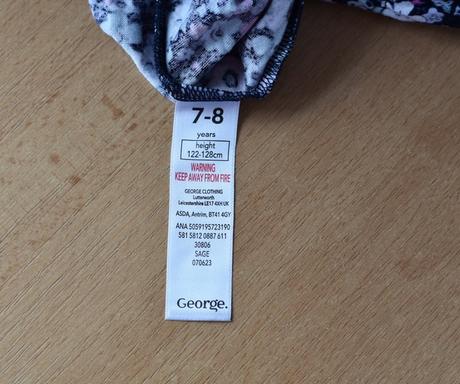 7-8
years
height
122-128cm
WARNING
KEEP AWAY FROM FIRE
GEORGE CLOTHING
Lutterworth
Leicestershire LE17 4XH UK
ASDA, Antrim, BT41 4GY
ANA 5059195723190
581 5812 0887 611
30806
SAGE
070623
George.